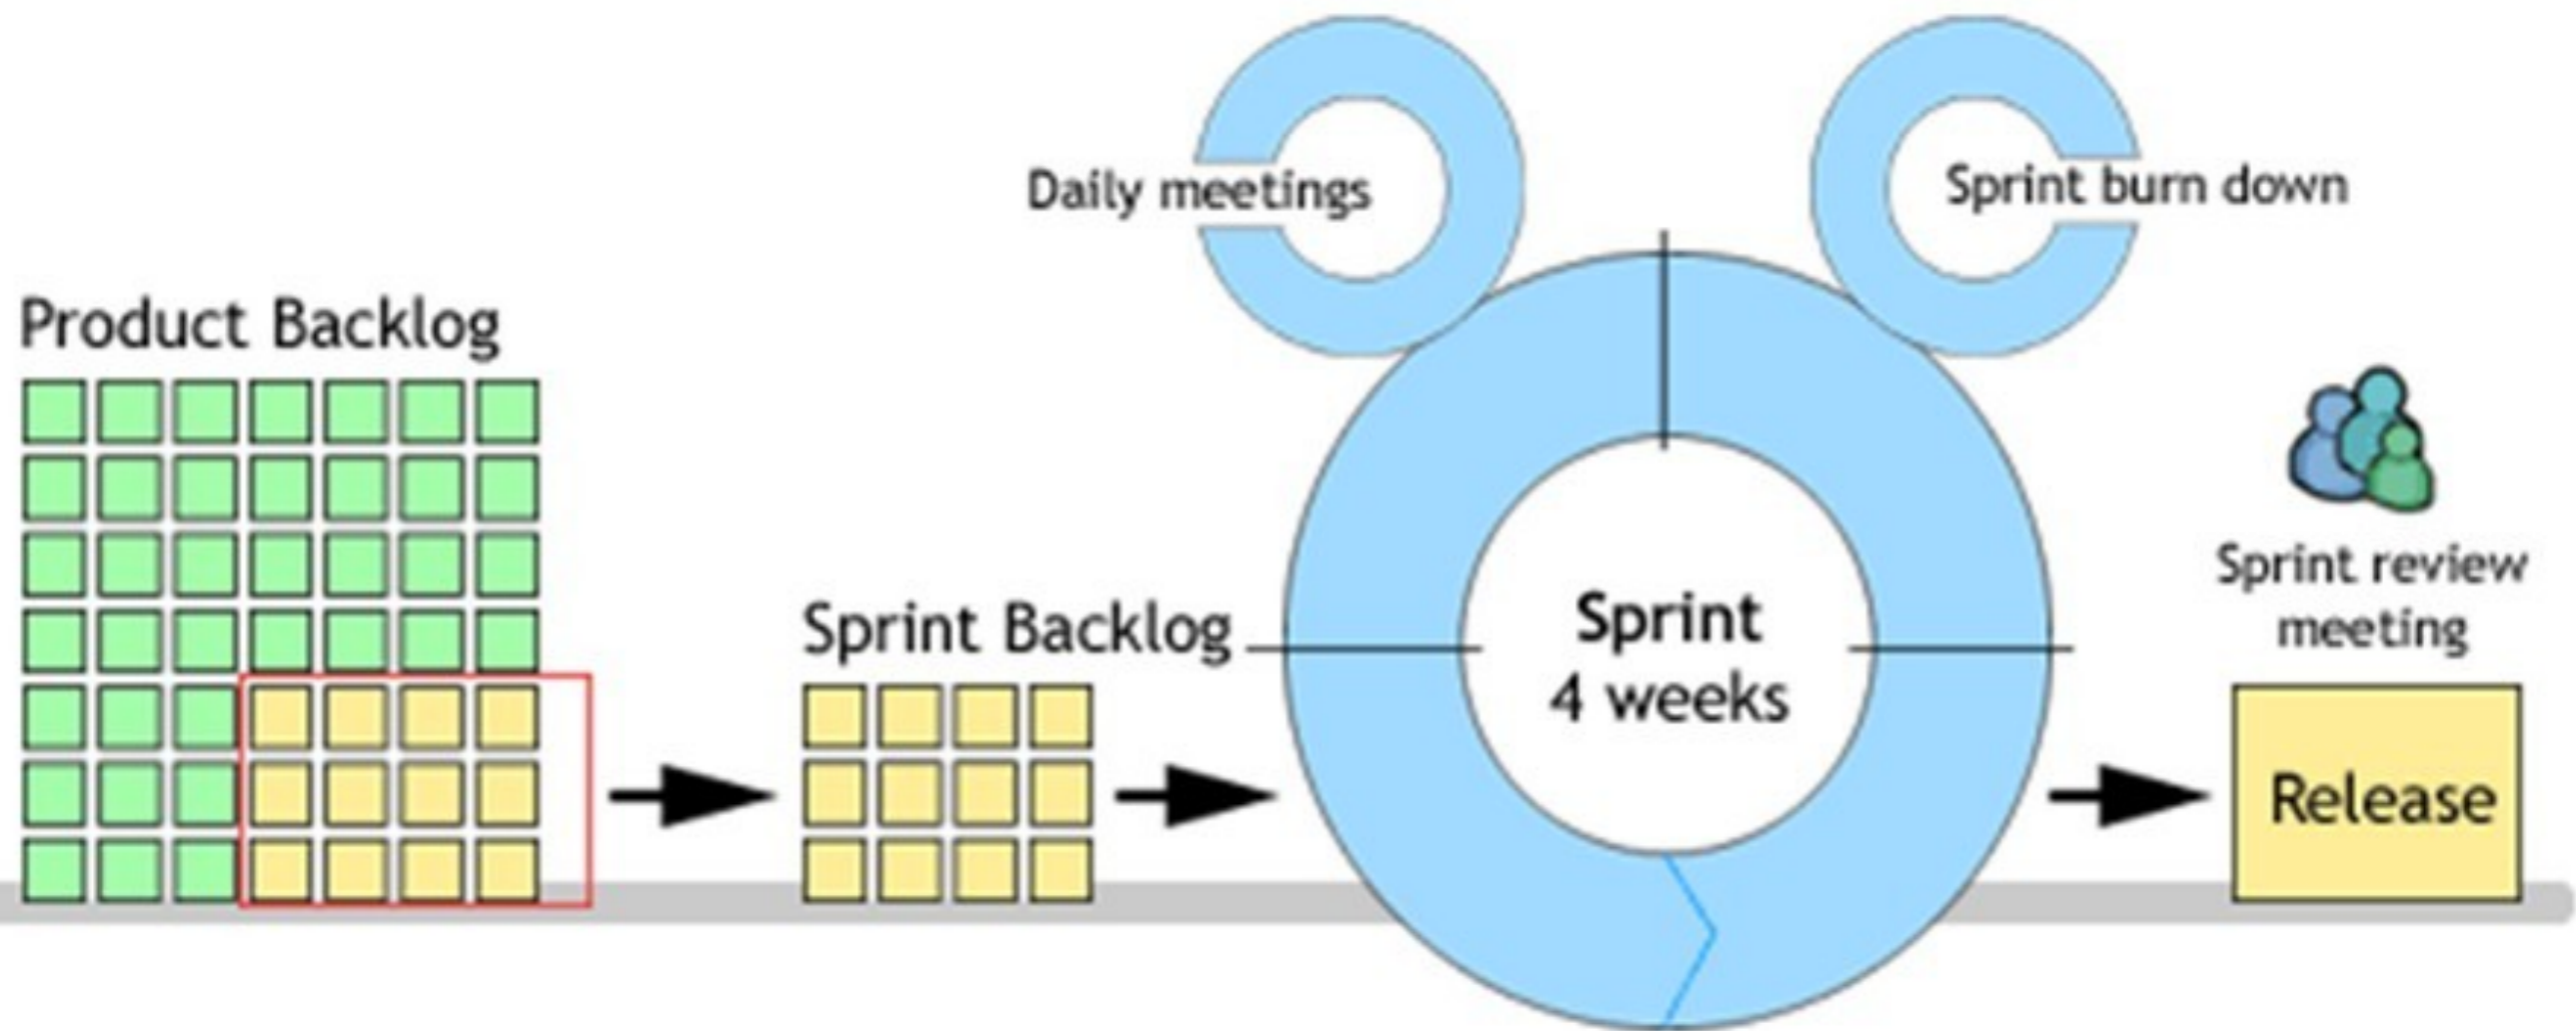 Product Backlog
Sprint Backlog
Daily meetings
Sprint burn down
Sprint
4 weeks
Sprint review
meeting
Release